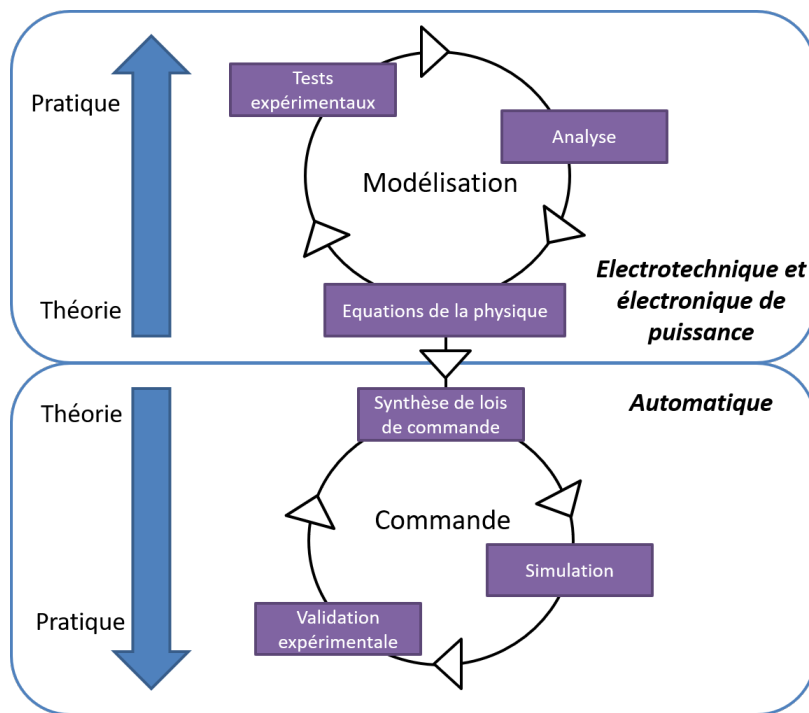 Tests
expérimentaux
Pratique
Analyse
Modélisation
Théorie
Equations de la physique
Electrotechnique et
électronique de
puissance
Théorie
Synthèse de lois
de commande
Automatique
Commande
Simulation
Pratique
Validation
expérimentale